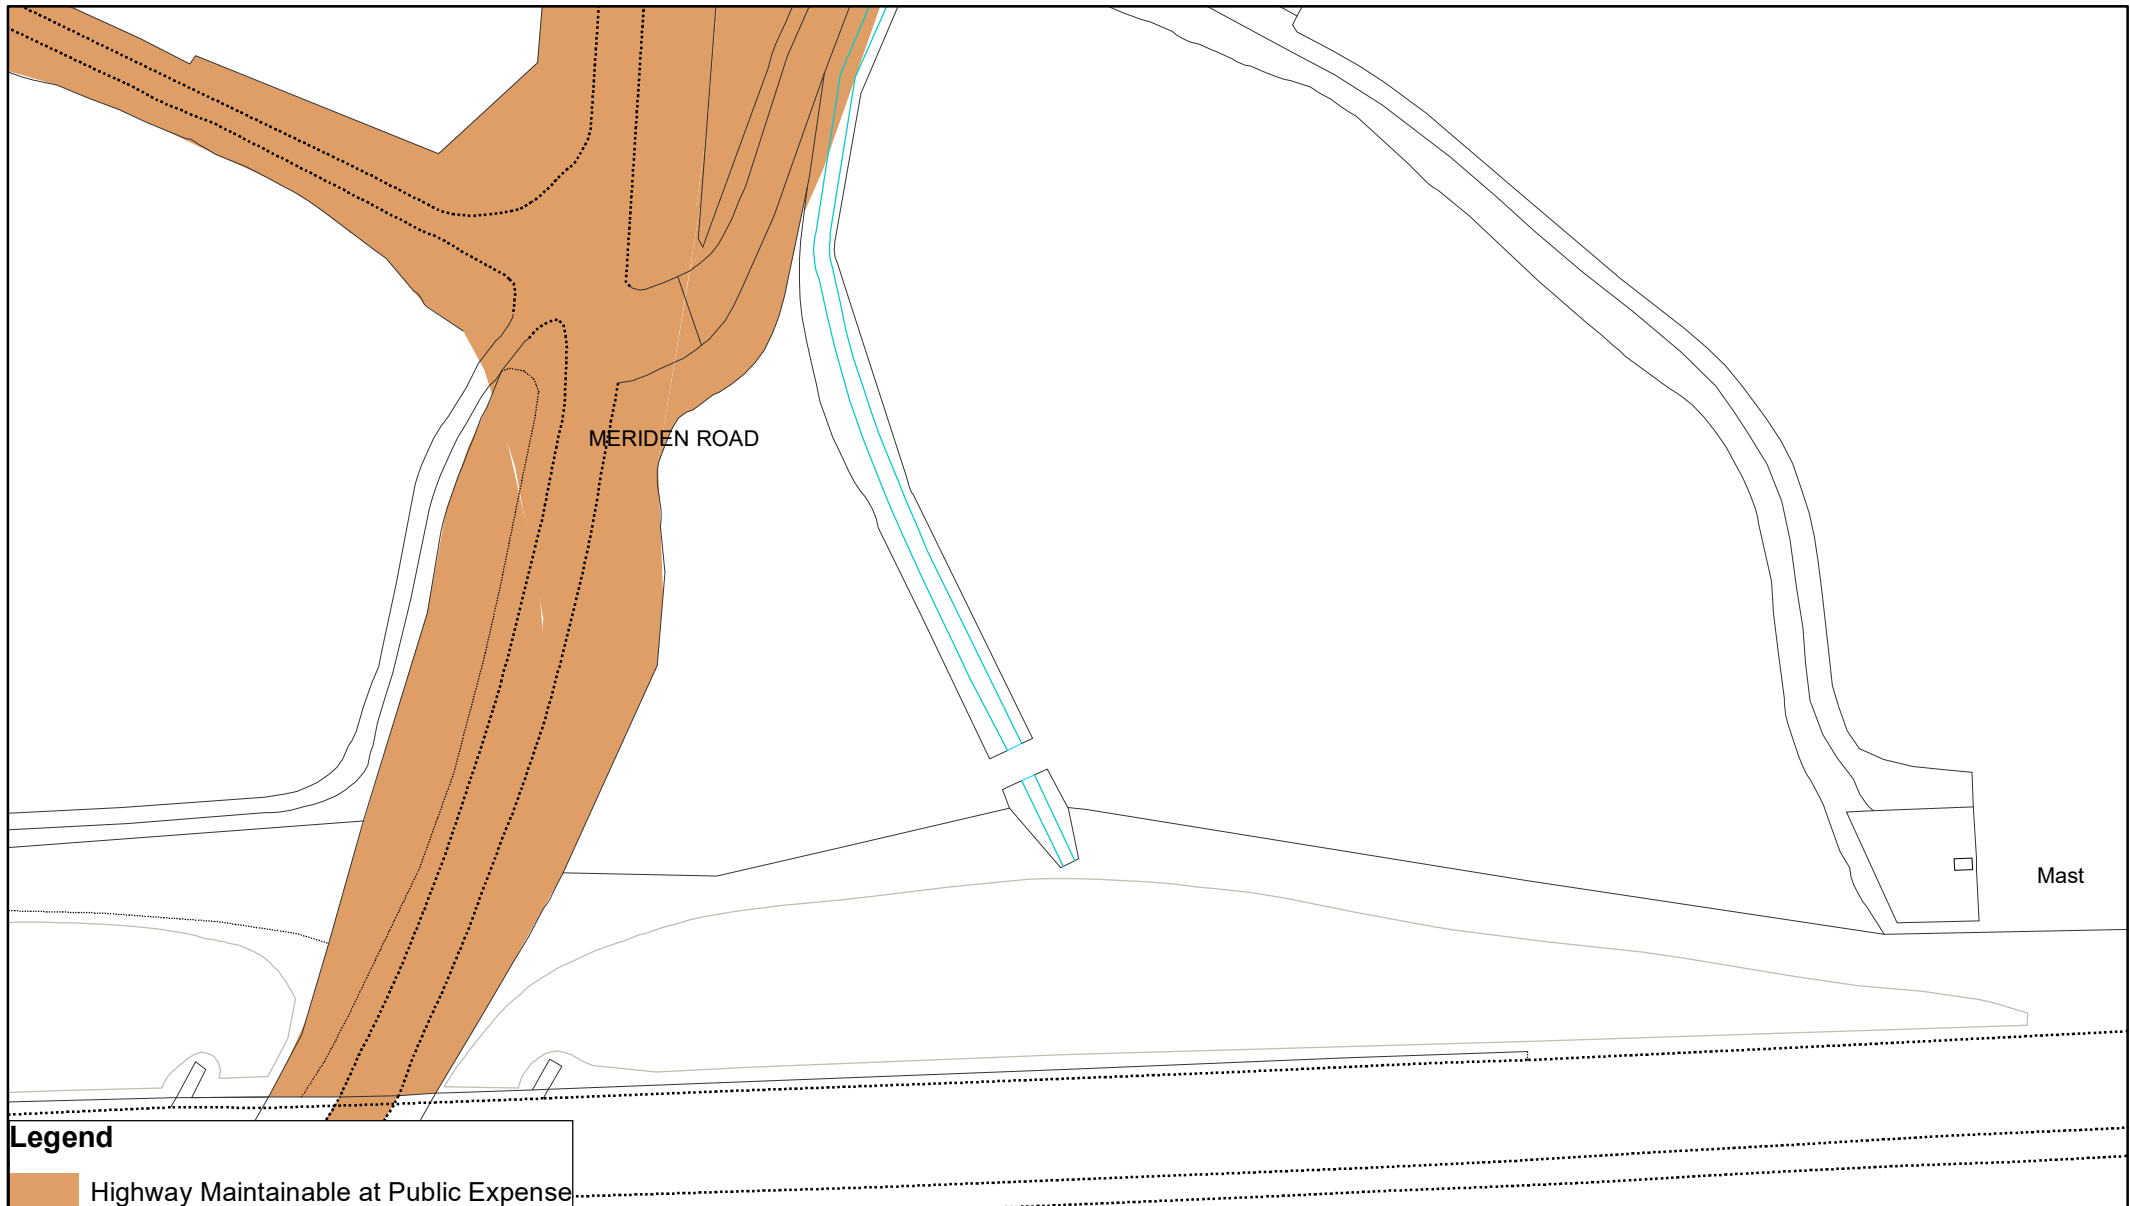 MERIDEN ROAD
Mast
Legend
Highway Maintainable at Public Expense